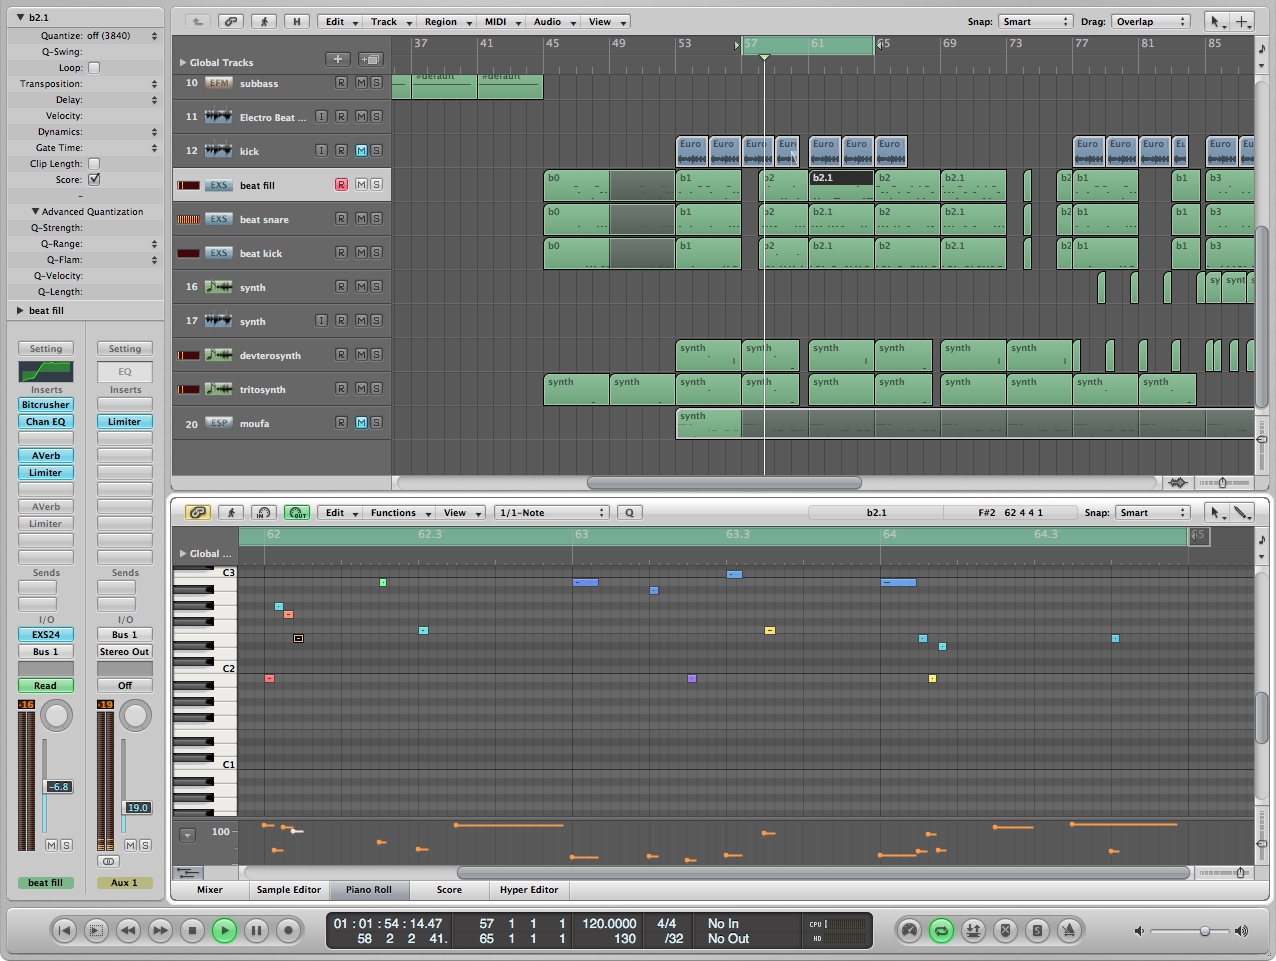 b2.1
Quantize: off (3840)
Q-Swing:
Loop:
Transposition:
Delay:
Velocity:
Dynamics:
Gate Time:
Clip Length:
Score:
Advanced Quantization
Q-Strength:
Q-Range:
Q-Flam:
Q-Velocity:
Q-Length:
beat fill
Setting Setting
EQ
Inserts Inserts
Bitcrusher
Chan EQ Limiter
AVerb
Limiter
AVerb
Limiter
Sends Sends
I/O I/O
EXS24 Bus 1
Bus 1 Stereo Out
Read Off
-16 -19
-6.8
19.0
M S M S
beat fill Aux 1
H Edit Track Region MIDI Audio View Snap: Smart Drag: Overlap
37 41 45 49 53 57 61 65 69 73 77 81 85
Global Tracks
10 EFM subbass R M S #default #default
11 Electro Beat ... I R M S
12 kick I R M S Euro Euro Euro Euro Euro Euro Euro Euro Euro Euro
EXS beat fill R M S b0 b1 b2 b2.1 b2 b2.1 b2 b1 b1 b3
EXS beat snare R M S b0 b1 b2 b2.1 b2 b2.1 b2 b1 b1 b3
EXS beat kick R M S b0 b1 b2 b2.1 b2 b2.1 b2 b1 b1 b3
16 synth R M S sy synt
17 synth I R M S
devterosynth R M S synth synth synth synth synth synth
tritosynth R M S synth synth synth synth synth synth synth synth synth synth
20 ESP moufa R M S synth
IN OUT Edit Functions View 1/1-Note Q b2.1 F#2 62 4 4 1 Snap: Smart
62 62.3 63 63.3 64 64.3 65
Global ...
C3
C2
C1
100
Mixer Sample Editor Piano Roll Score Hyper Editor
01 : 01 : 54 : 14.47 57 1 1 1 120.0000 4/4 No In CPU
58 2 2 41. 65 1 1 1 130 /32 No Out HD
S